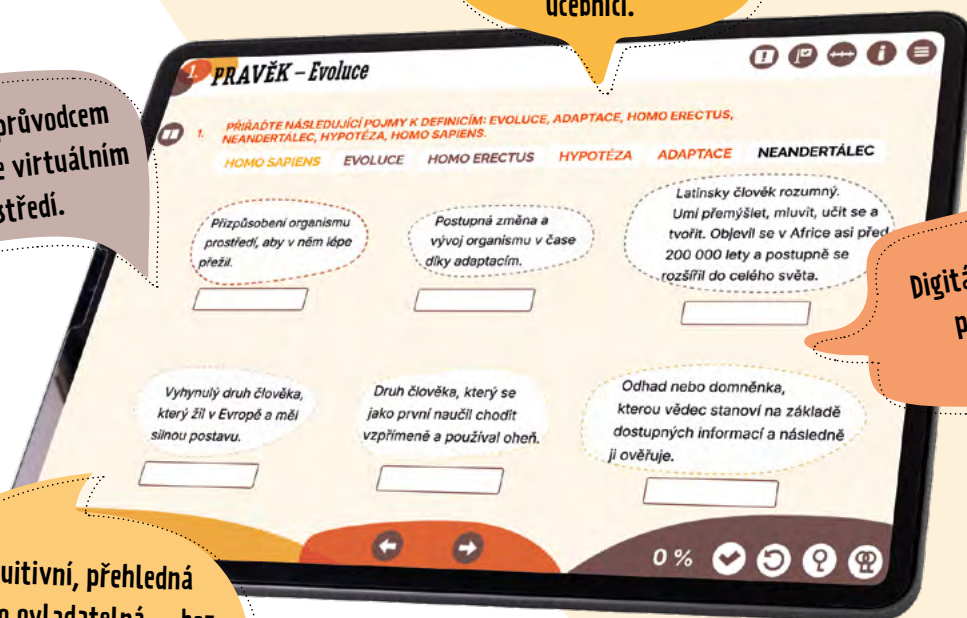 učebnici.
průvodcem
virtuálním
1. PRAVĚK – Evoluce
1. PŘIŘAĎTE NÁSLEDUJÍCÍ POJMY K DEFINICÍM: EVOLUCE, ADAPTACE, HOMO ERECTUS,
NEANDERTÁLEC, HYPOTÉZA, HOMO SAPIENS.
HOMO SAPIENS EVOLUCE HOMO ERECTUS HYPOTÉZA ADAPTACE NEANDERTÁLEC
Přizpůsobení organismu
prostředí, aby v něm lépe
přežil.
Postupná změna a
vývoj organismu v čase
díky adaptacím.
Latinsky člověk rozumný.
Umí přemýšlet, mluvit, učit se a
tvořit. Objevil se v Africe asi před
200 000 lety a postupně se
rozšířil do celého světa.
Vyhynulý druh člověka,
který žil v Evropě a měl
silnou postavu.
Druh člověka, který se
jako první naučil chodit
vzpřímeně a používal oheň.
Odhad nebo domněnka,
kterou vědec stanoví na základě
dostupných informací a následně
ji ověřuje.
0 %
přehledná